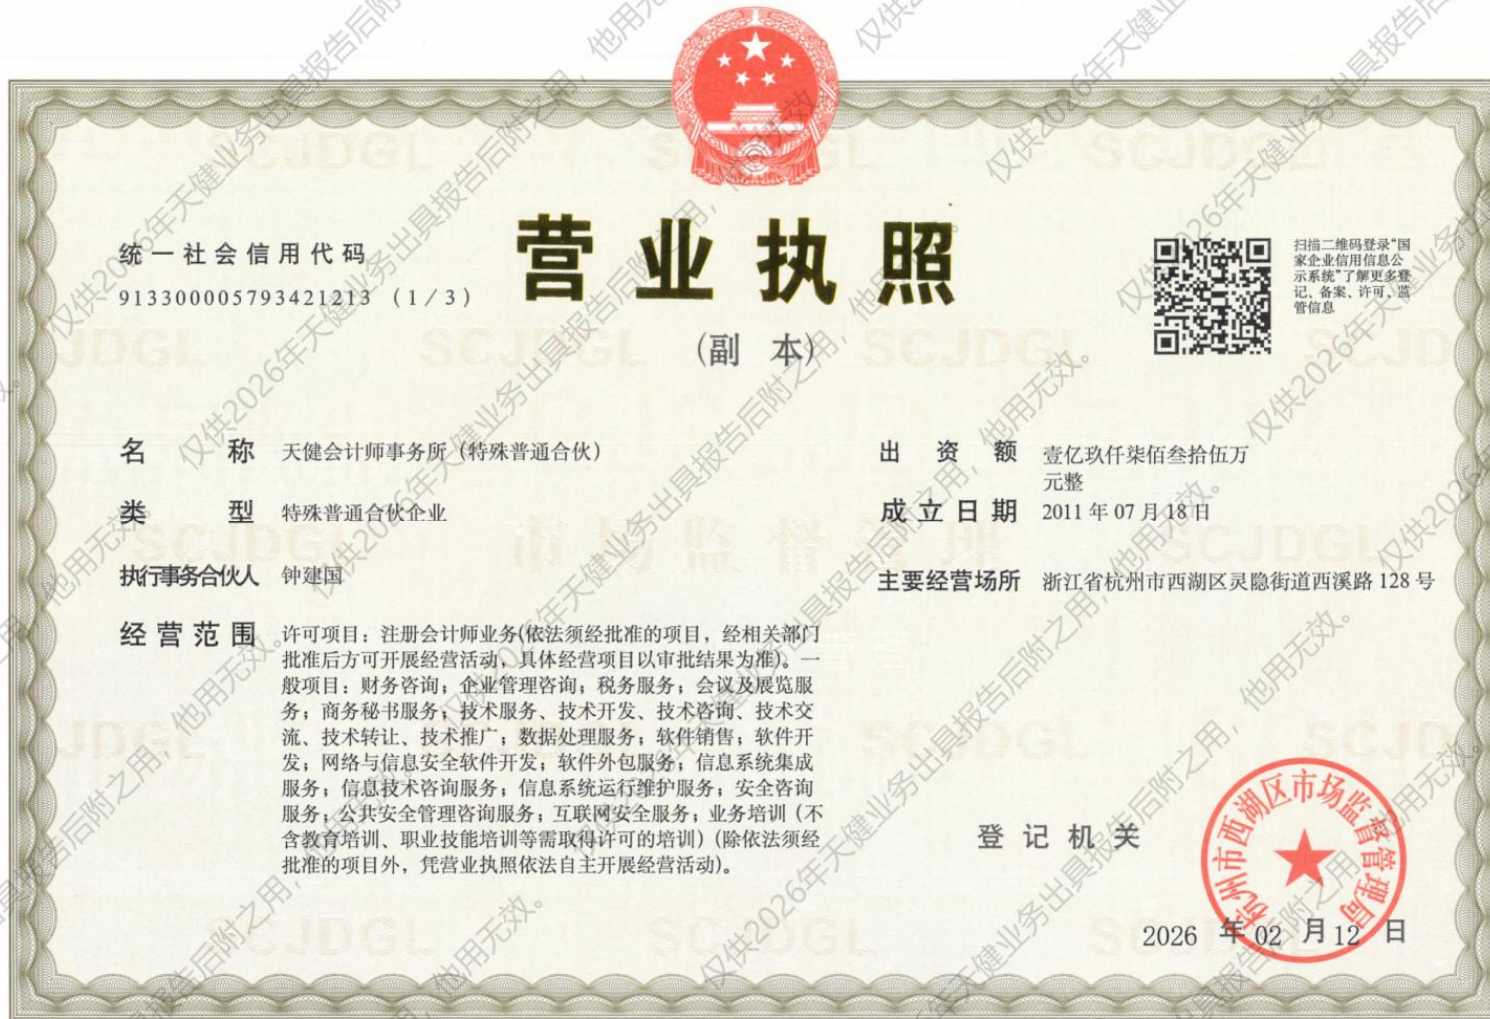 营业执照
(副 本)
统一社会信用代码
913300005793421213 (1/3)
扫描二维码登录“国
家企业信用信息公
示系统”了解更多登
记、备案、许可、监
管信息
名 称 天健会计师事务所（特殊普通合伙）
类 型 特殊普通合伙企业
执行事务合伙人 钟建国
经营范围 许可项目：注册会计师业务(依法须经批准的项目，经相关部门
批准后方可开展经营活动，具体经营项目以审批结果为准)。一
般项目：财务咨询；企业管理咨询；税务服务；会议及展览服
务；商务秘书服务；技术服务、技术开发、技术咨询、技术交
流、技术转让、技术推广；数据处理服务；软件销售；软件开
发；网络与信息安全软件开发；软件外包服务；信息系统集成
服务；信息技术咨询服务；信息系统运行维护服务；安全咨询
服务；公共安全管理咨询服务；互联网安全服务；业务培训（不
含教育培训、职业技能培训等需取得许可的培训）(除依法须经
批准的项目外，凭营业执照依法自主开展经营活动)。
出 资 额 壹亿玖仟柒佰叁拾伍万
元整
成立日期 2011 年 07 月 18 日
主要经营场所 浙江省杭州市西湖区灵隐街道西溪路 128 号
登记机关
杭州市西湖区市场监督管理局
2026 年 02 月 12 日
SCJDGL
市场监督管理
仅供2026年天健业务出具报告后附之用，他用无效。